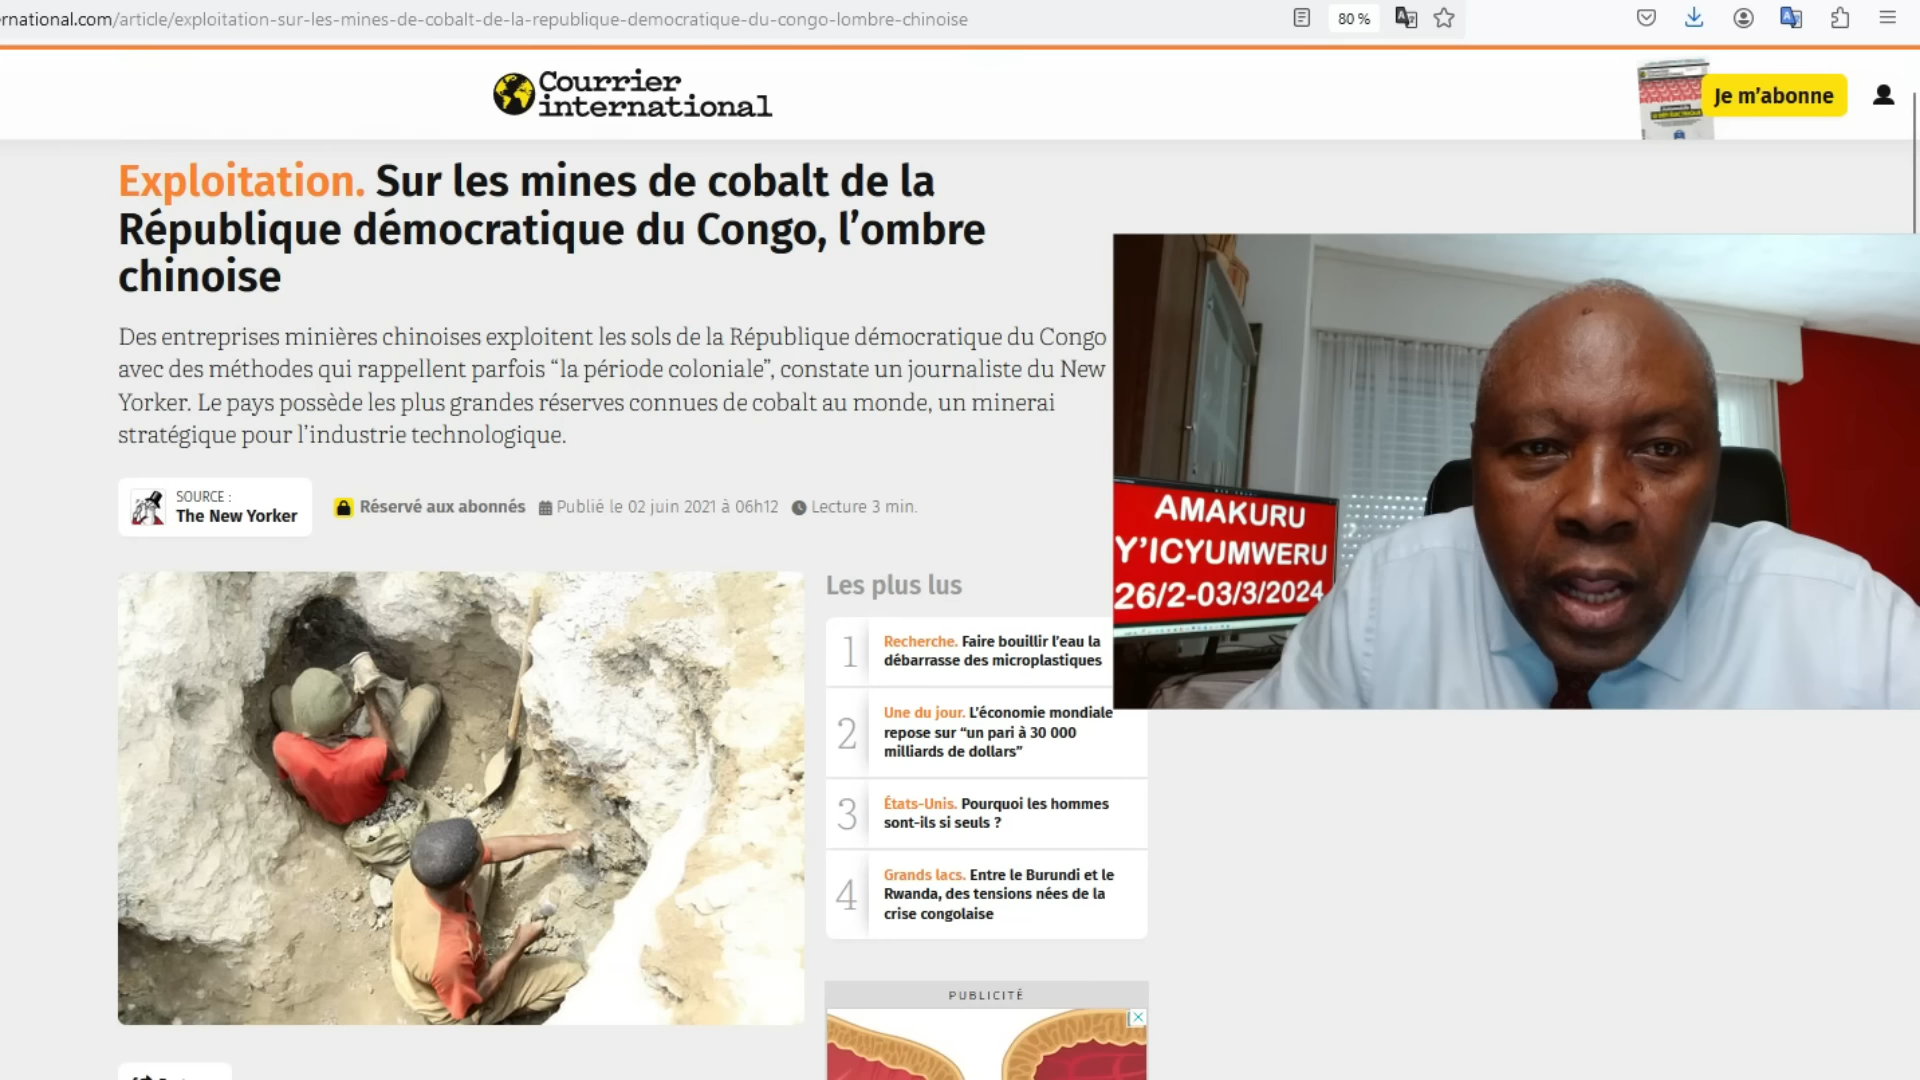 rnational.com/article/exploitation-sur-les-mines-de-cobalt-de-la-republique-democratique-du-congo-lombre-chinoise
80 %
Courrier
international
Je m'abonne
Exploitation. Sur les mines de cobalt de la
République démocratique du Congo, l'ombre
chinoise
Des entreprises minières chinoises exploitent les sols de la République démocratique du Congo
avec des méthodes qui rappellent parfois “la période coloniale”, constate un journaliste du New
Yorker. Le pays possède les plus grandes réserves connues de cobalt au monde, un minerai
stratégique pour l'industrie technologique.
SOURCE :
The New Yorker
Réservé aux abonnés
Publié le 02 juin 2021 à 06h12
Lecture 3 min.
AMAKURU
Y'ICYUMWERU
26/2-03/3/2024
Les plus lus
1
Recherche. Faire bouillir l'eau la
débarrasse des microplastiques
2
Une du jour. L'économie mondiale
repose sur “un pari à 30 000
milliards de dollars”
3
États-Unis. Pourquoi les hommes
sont-ils si seuls ?
4
Grands lacs. Entre le Burundi et le
Rwanda, des tensions nées de la
crise congolaise
PUBLICITÉ